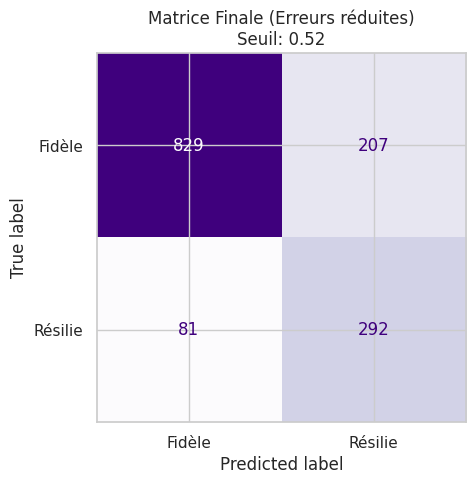 Matrice Finale (Erreurs réduites)
Seuil: 0.52
True label
Fidèle
829
207
Résilie
81
292
Fidèle
Résilie
Predicted label